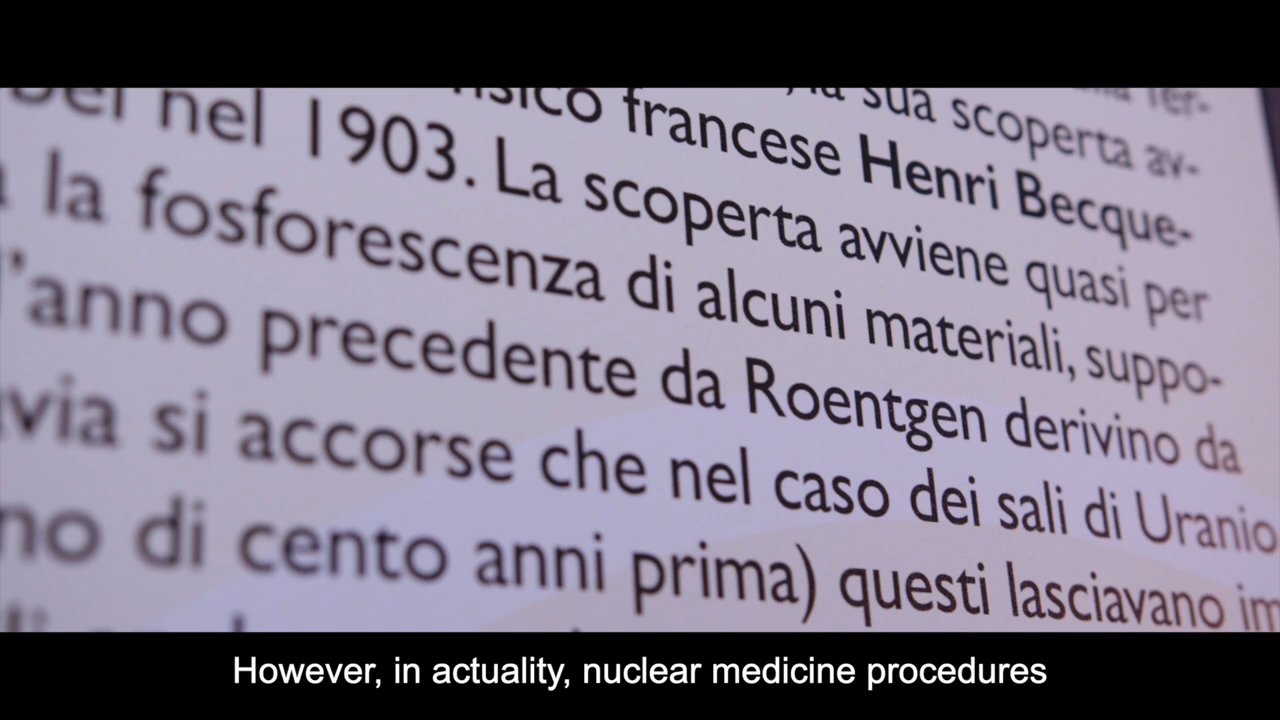 sua scoperta av-
francese Henri Becque-
nel 1903. La scoperta avviene quasi per
la fosforescenza di alcuni materiali, suppo-
'anno precedente da Roentgen derivino da
via si accorse che nel caso dei sali di Uranio
no di cento anni prima) questi lasciavano im
However, in actuality, nuclear medicine procedures